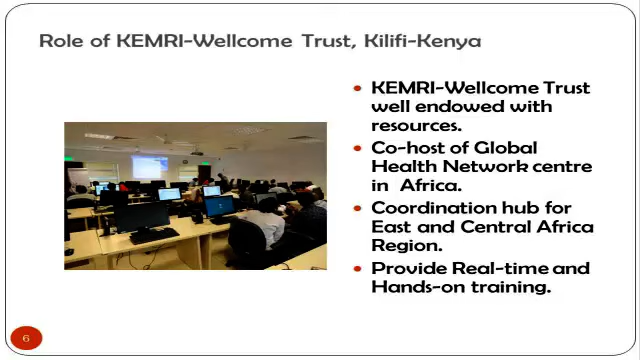 Role of KEMRI-Wellcome Trust, Kilifi-Kenya
• KEMRI-Wellcome Trust
well endowed with
resources.
• Co-host of Global
Health Network centre
in Africa.
• Coordination hub for
East and Central Africa
Region.
• Provide Real-time and
Hands-on training.
6